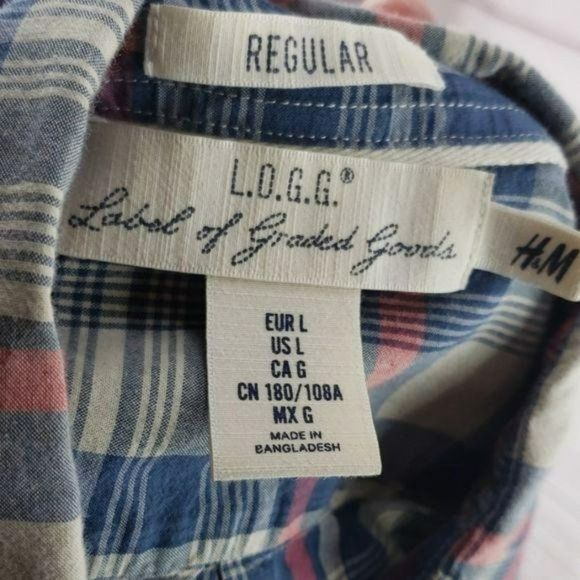 REGULAR
L.O.G.G.®
Label of Graded Goods
H&M
EUR L
US L
CA G
CN 180/108A
MX G
MADE IN
BANGLADESH